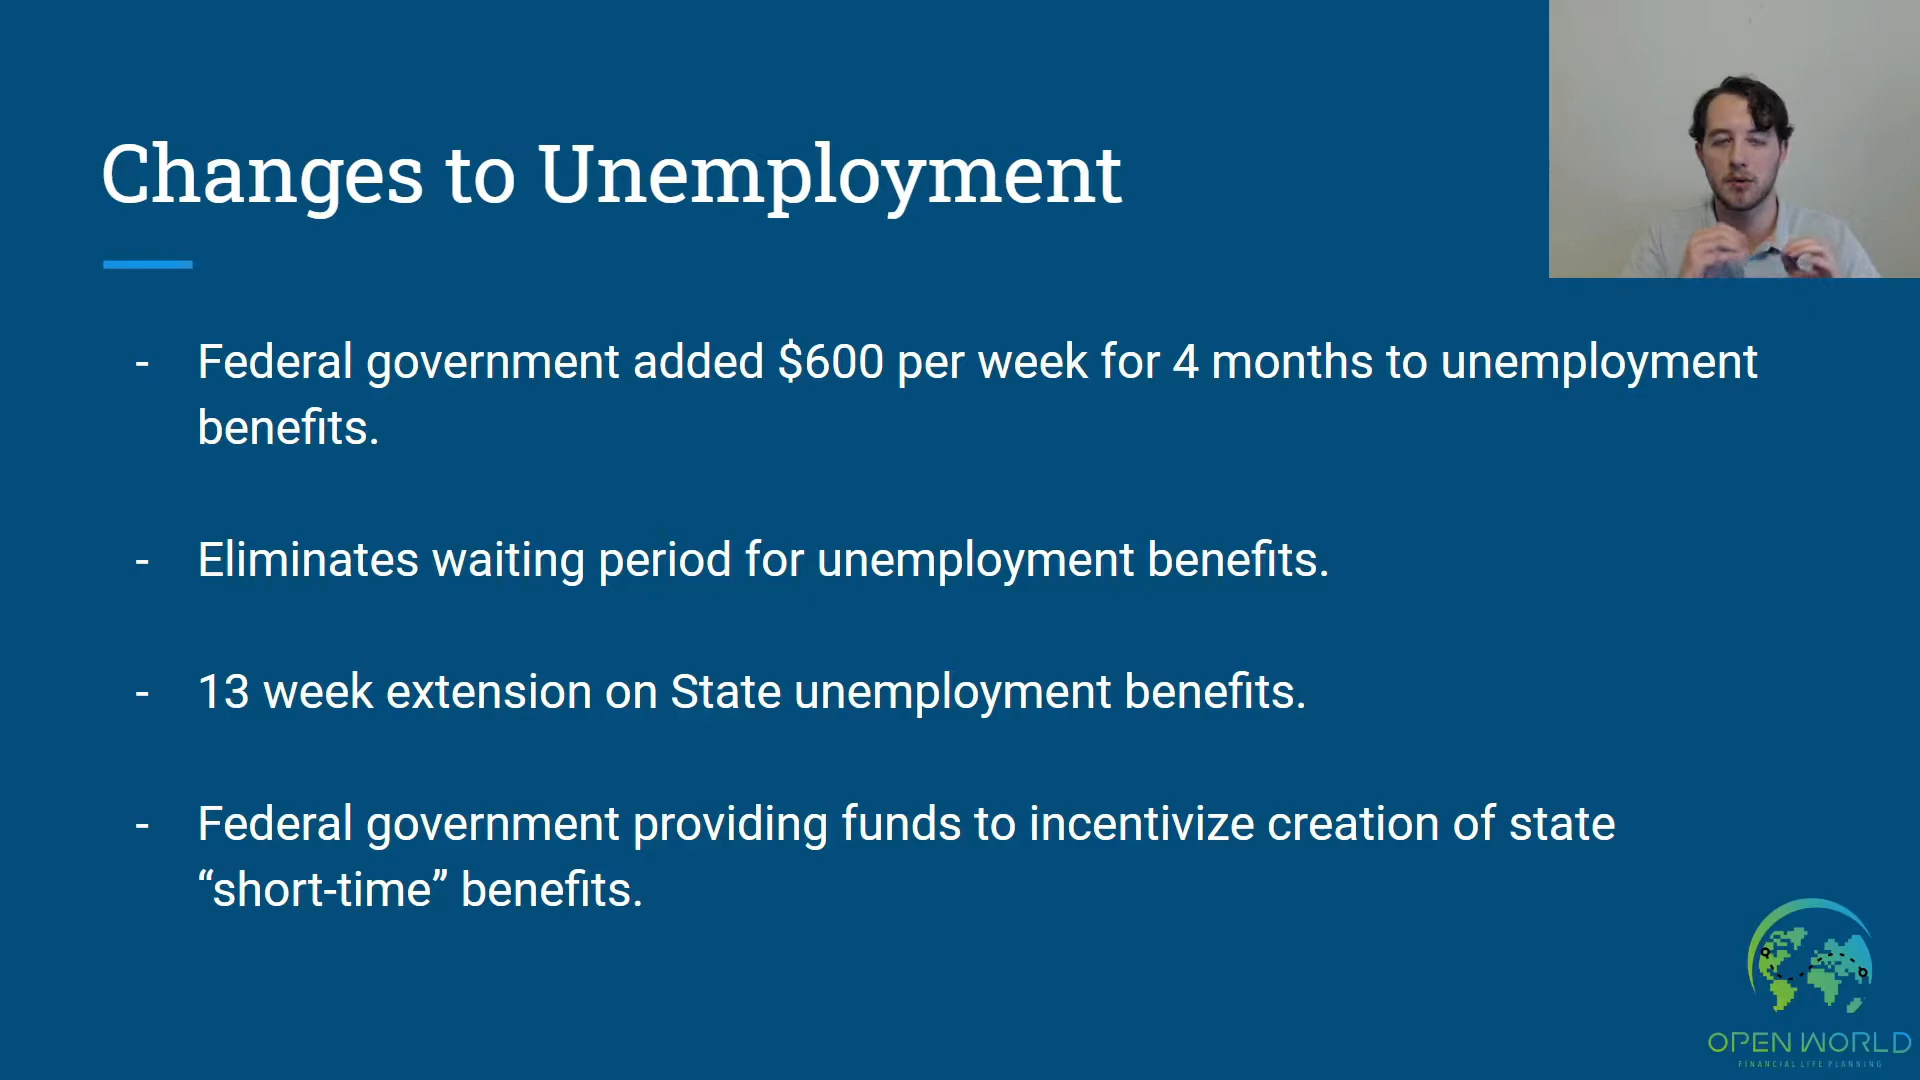 Changes to Unemployment
- Federal government added $600 per week for 4 months to unemployment
benefits.
- Eliminates waiting period for unemployment benefits.
- 13 week extension on State unemployment benefits.
- Federal government providing funds to incentivize creation of state
“short-time” benefits.
OPEN WORLD
FINANCIAL LIFE PLANNING